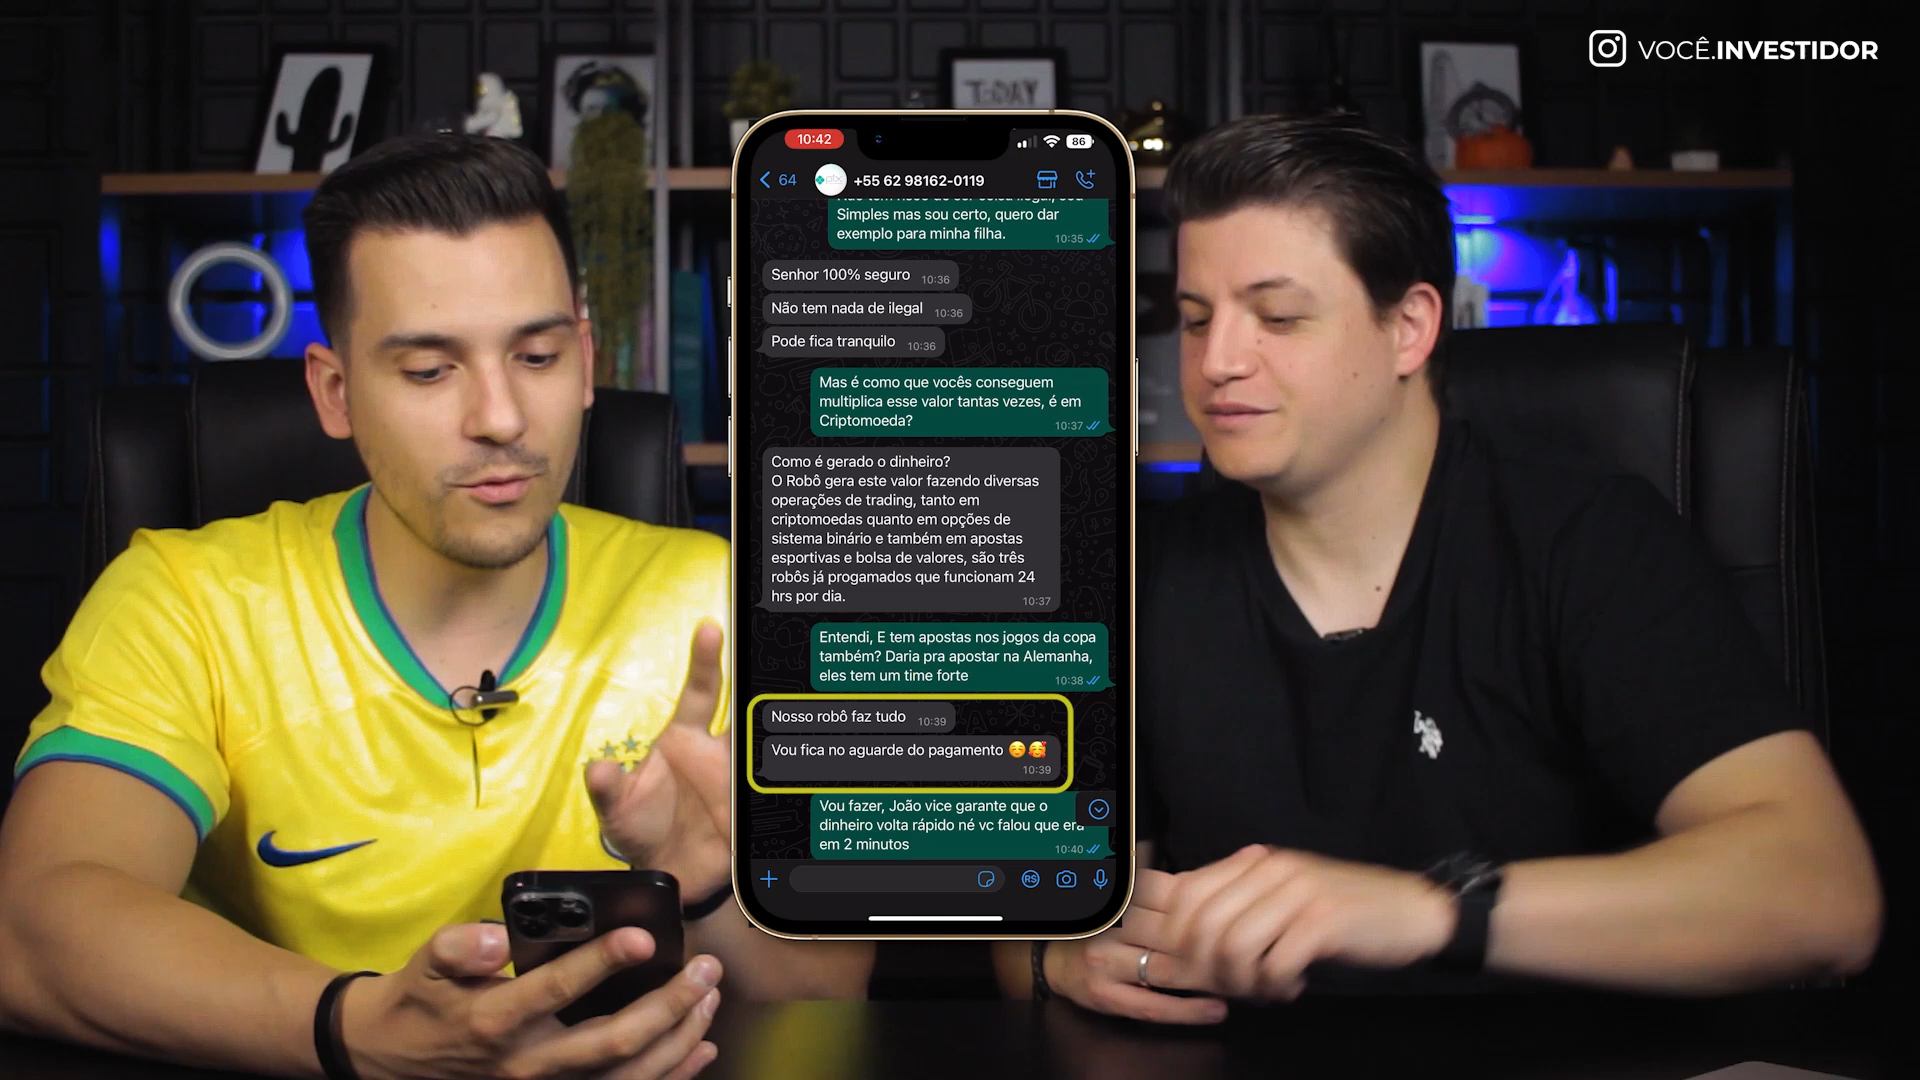 VOCÊ.INVESTIDOR
TODAY
10:42
86
64
+55 62 98162-0119
Simples mas sou certo, quero dar
exemplo para minha filha.
10:35
Senhor 100% seguro 10:36
Não tem nada de ilegal 10:36
Pode fica tranquilo 10:36
Mas é como que vocês conseguem
multiplica esse valor tantas vezes, é em
Criptomoeda?
10:37
Como é gerado o dinheiro?
O Robô gera este valor fazendo diversas
operações de trading, tanto em
criptomoedas quanto em opções de
sistema binário e também em apostas
esportivas e bolsa de valores, são três
robôs já progamados que funcionam 24
hrs por dia.
10:37
Entendi, E tem apostas nos jogos da copa
também? Daria pra apostar na Alemanha,
eles tem um time forte
10:38
Nosso robô faz tudo 10:39
Vou fica no aguarde do pagamento ☺️🥰
10:39
Vou fazer, João vice garante que o
dinheiro volta rápido né vc falou que era
em 2 minutos
10:40
R$